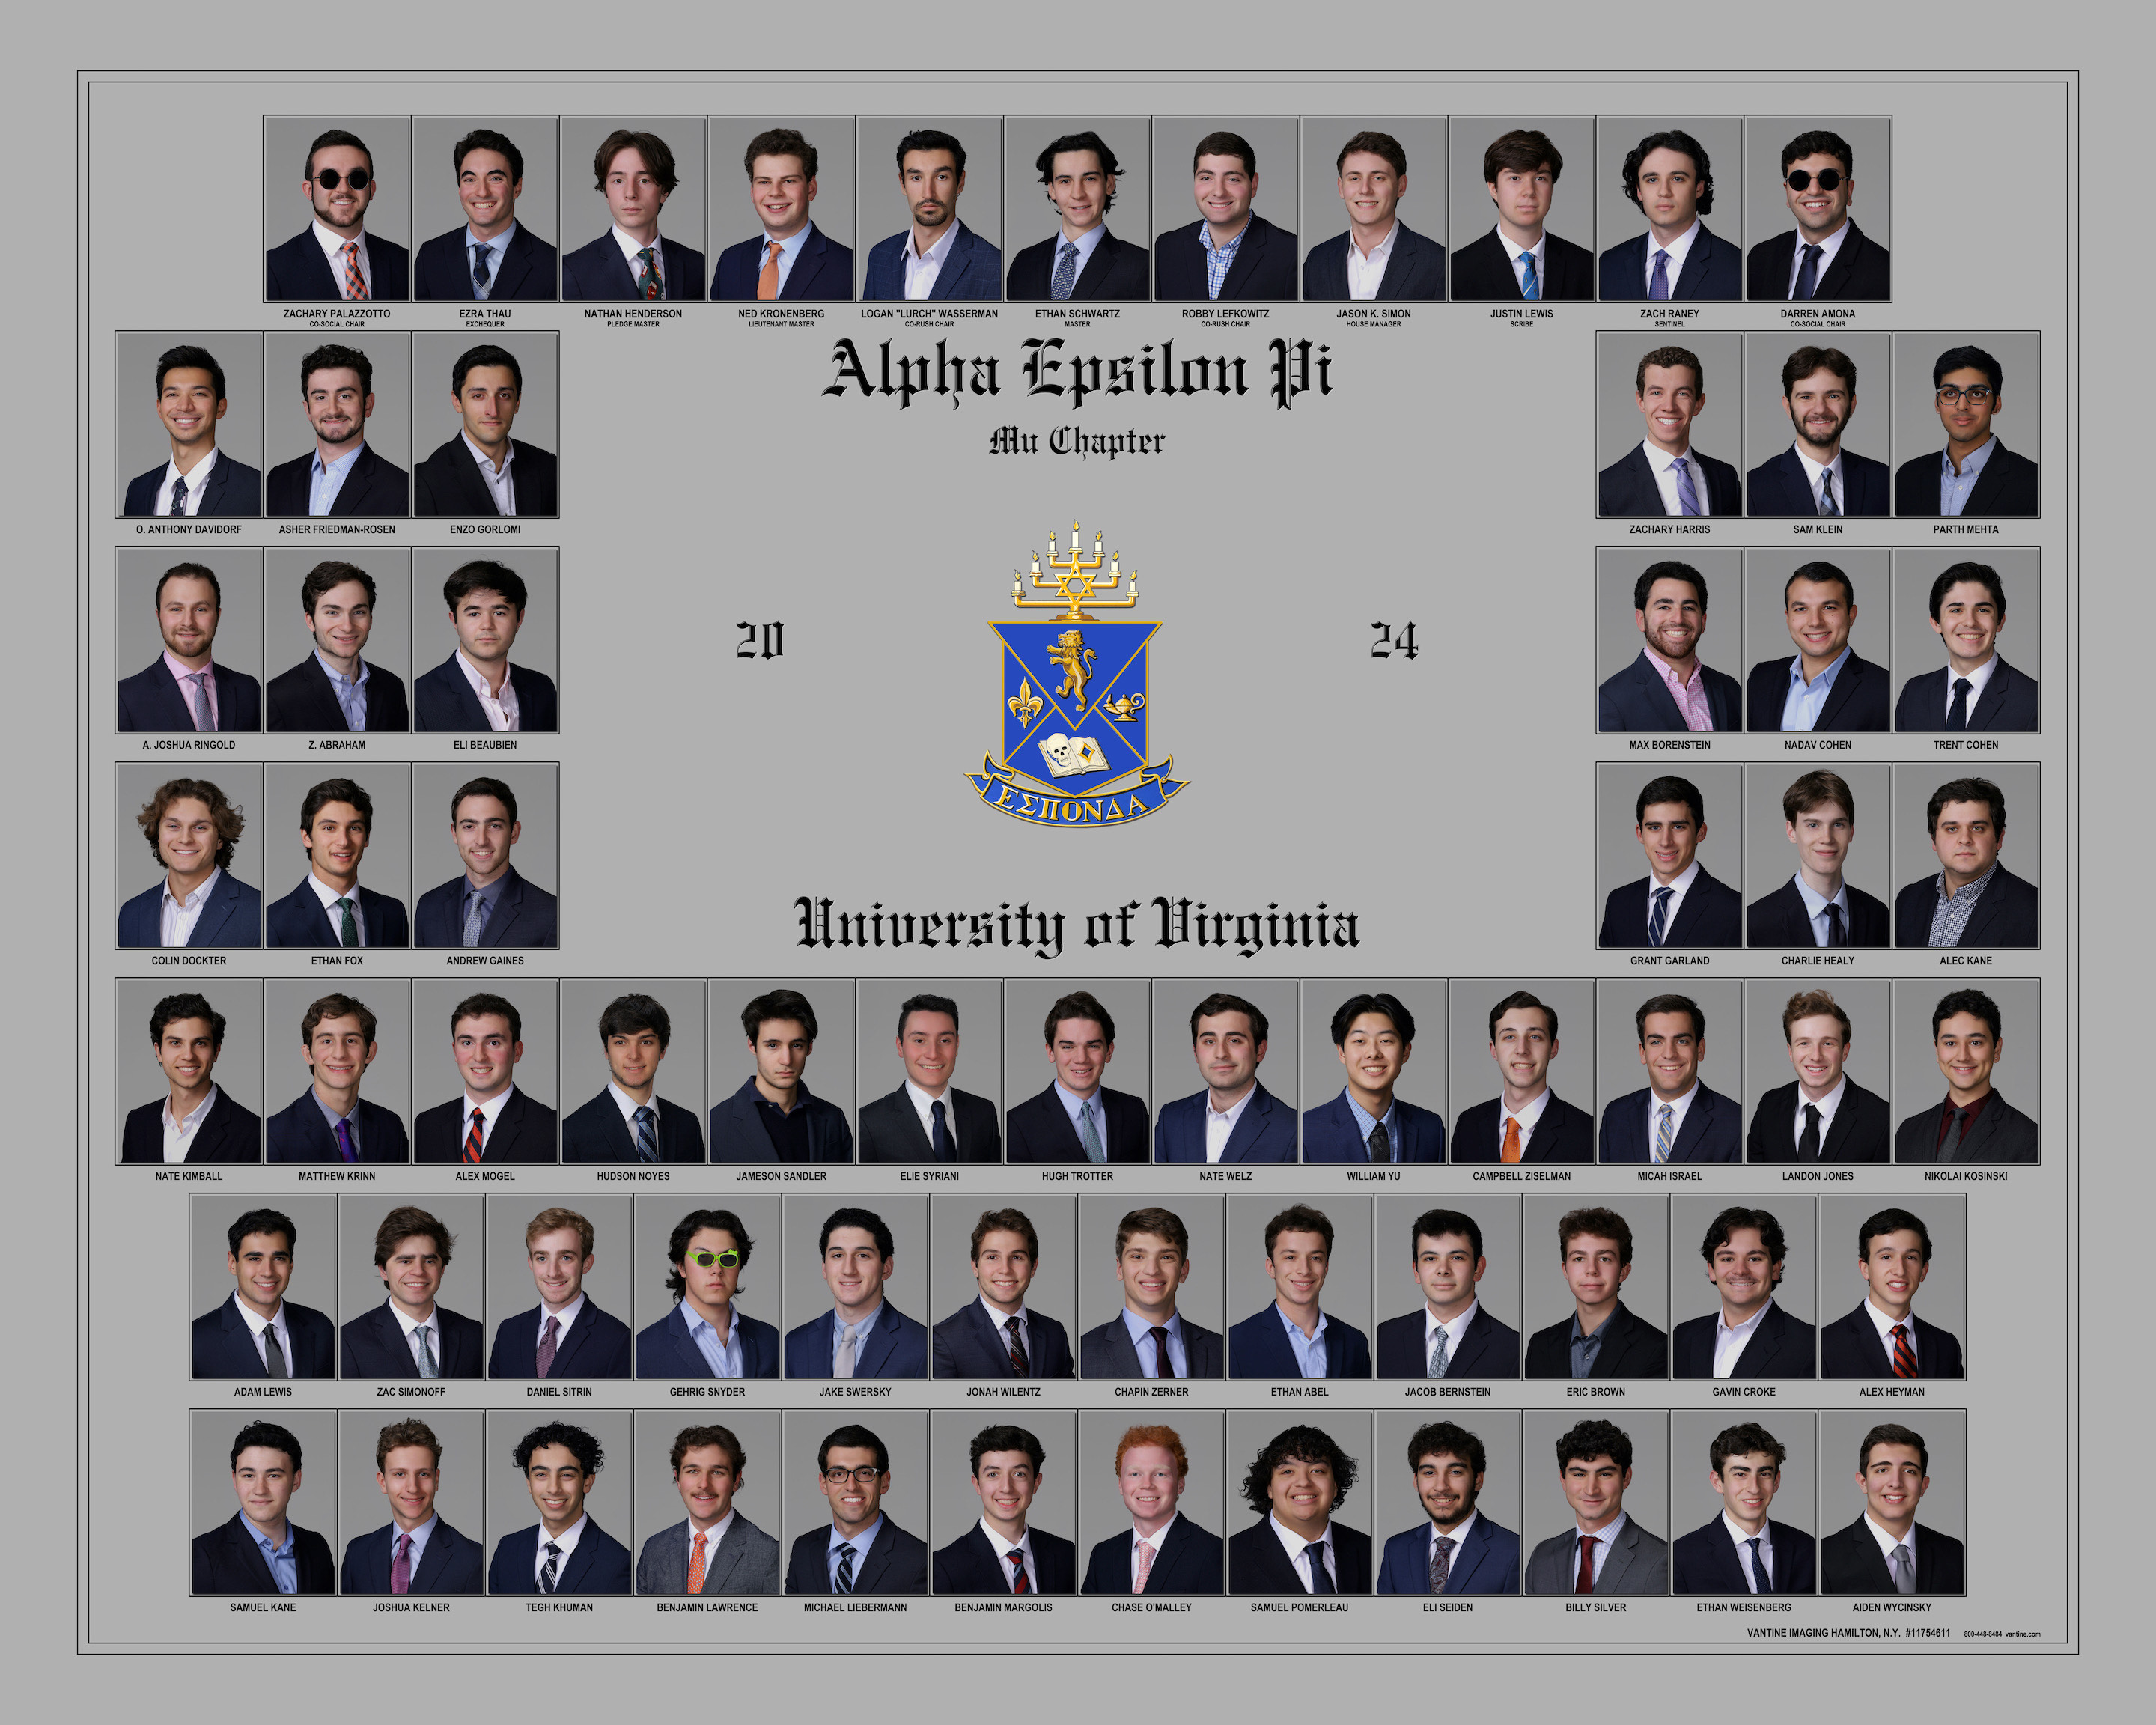 ZACHARY PALAZZOTTO
CO-SOCIAL CHAIR
EZRA THAU
EXCHEQUER
NATHAN HENDERSON
PLEDGE MASTER
NED KRONENBERG
LIEUTENANT MASTER
LOGAN "LURCH" WASSERMAN
CO-RUSH CHAIR
ETHAN SCHWARTZ
MASTER
ROBBY LEFKOWITZ
CO-RUSH CHAIR
JASON K. SIMON
HOUSE MANAGER
JUSTIN LEWIS
SCRIBE
ZACH RANEY
SENTINEL
DARREN AMONA
CO-SOCIAL CHAIR
Alpha Epsilon Pi
Mu Chapter
O. ANTHONY DAVIDORF
ASHER FRIEDMAN-ROSEN
ENZO GORLOMI
ZACHARY HARRIS
SAM KLEIN
PARTH MEHTA
20
24
A. JOSHUA RINGOLD
Z. ABRAHAM
ELI BEAUBIEN
MAX BORENSTEIN
NADAV COHEN
TRENT COHEN
ΕΣΠΟΝΔΑ
University of Virginia
COLIN DOCKTER
ETHAN FOX
ANDREW GAINES
GRANT GARLAND
CHARLIE HEALY
ALEC KANE
NATE KIMBALL
MATTHEW KRINN
ALEX MOGEL
HUDSON NOYES
JAMESON SANDLER
ELIE SYRIANI
HUGH TROTTER
NATE WELZ
WILLIAM YU
CAMPBELL ZISELMAN
MICAH ISRAEL
LANDON JONES
NIKOLAI KOSINSKI
ADAM LEWIS
ZAC SIMONOFF
DANIEL SITRIN
GEHRIG SNYDER
JAKE SWERSKY
JONAH WILENTZ
CHAPIN ZERNER
ETHAN ABEL
JACOB BERNSTEIN
ERIC BROWN
GAVIN CROKE
ALEX HEYMAN
SAMUEL KANE
JOSHUA KELNER
TEGH KHUMAN
BENJAMIN LAWRENCE
MICHAEL LIEBERMANN
BENJAMIN MARGOLIS
CHASE O'MALLEY
SAMUEL POMERLEAU
ELI SEIDEN
BILLY SILVER
ETHAN WEISENBERG
AIDEN WYCINSKY
VANTINE IMAGING HAMILTON, N.Y. #11754611 800-448-8484 vantine.com